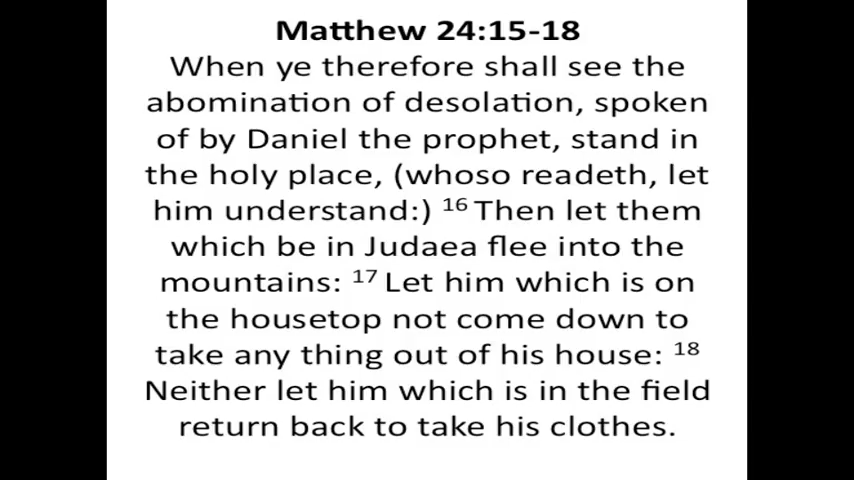 Matthew 24:15-18
When ye therefore shall see the
abomination of desolation, spoken
of by Daniel the prophet, stand in
the holy place, (whoso readeth, let
him understand:) 16 Then let them
which be in Judaea flee into the
mountains: 17 Let him which is on
the housetop not come down to
take any thing out of his house: 18
Neither let him which is in the field
return back to take his clothes.